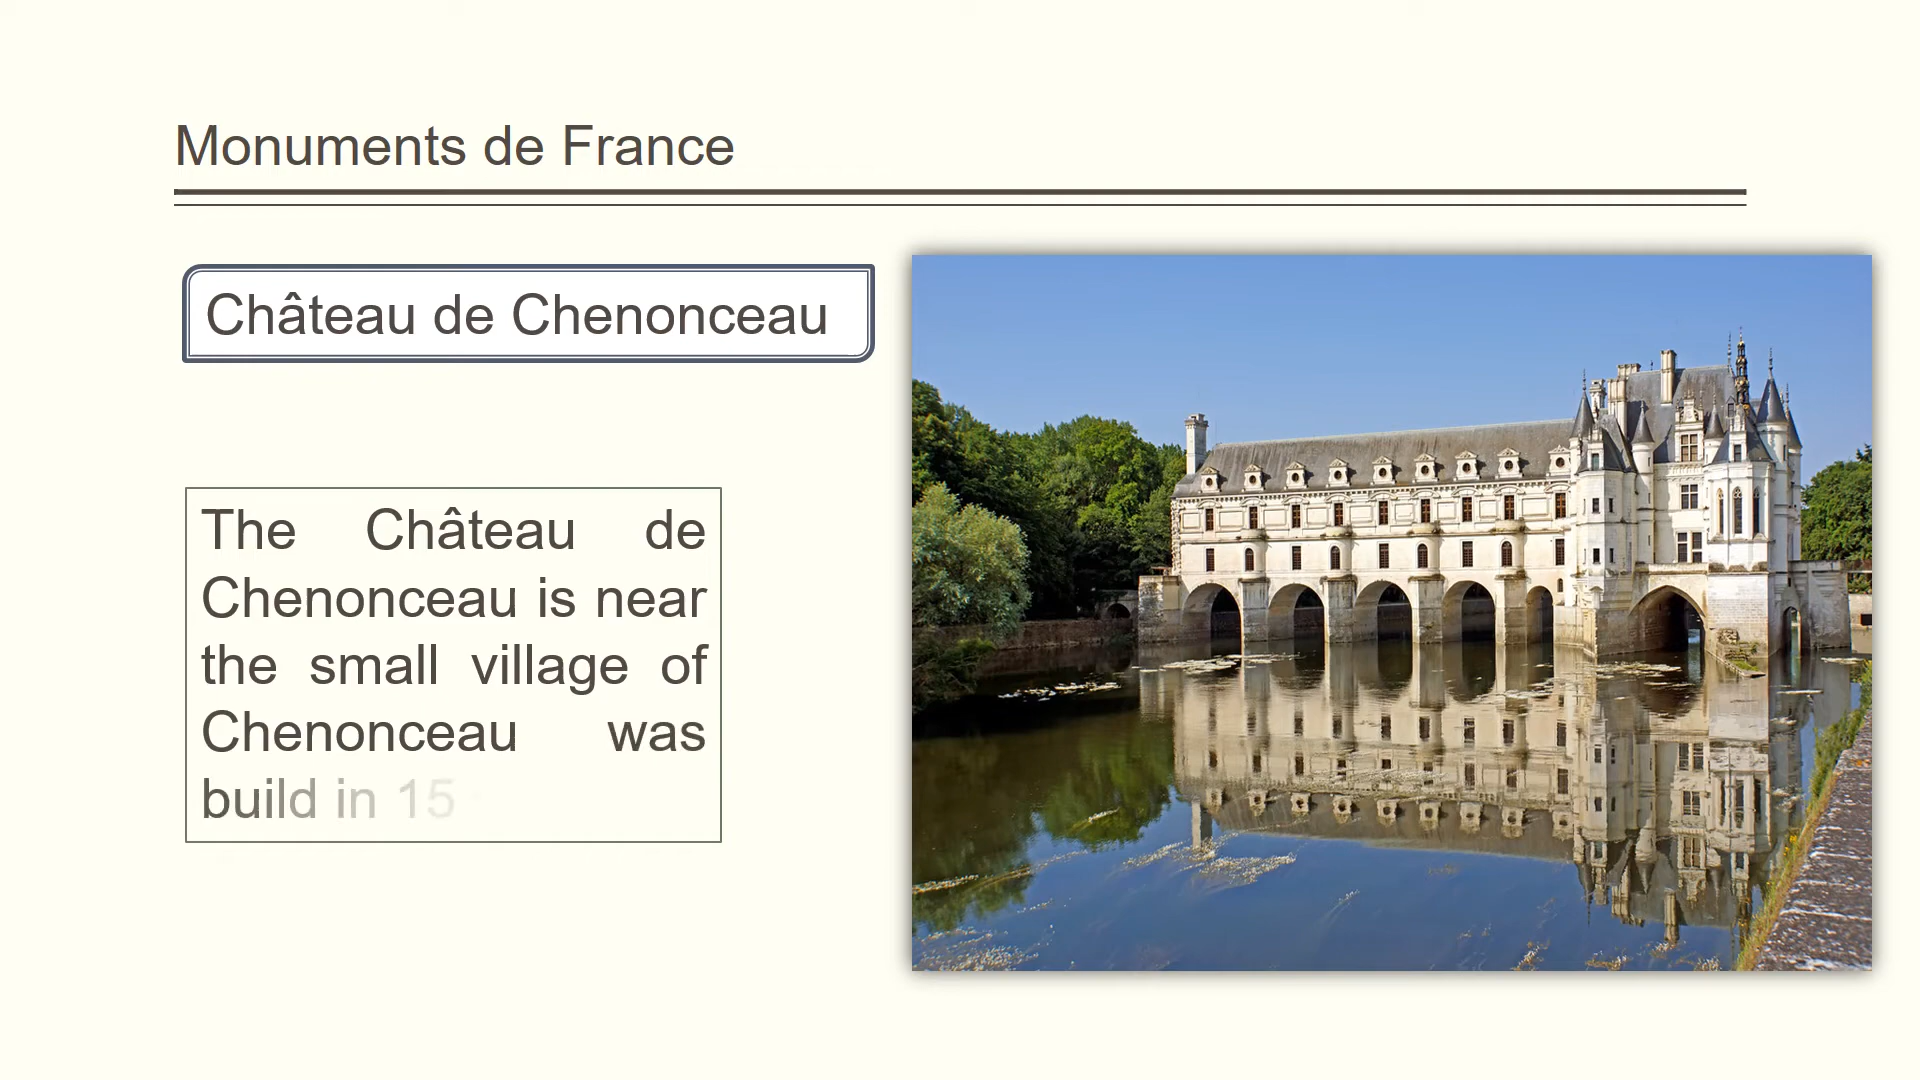 Monuments de France
Château de Chenonceau
The Château de
Chenonceau is near
the small village of
Chenonceau was
build in 15